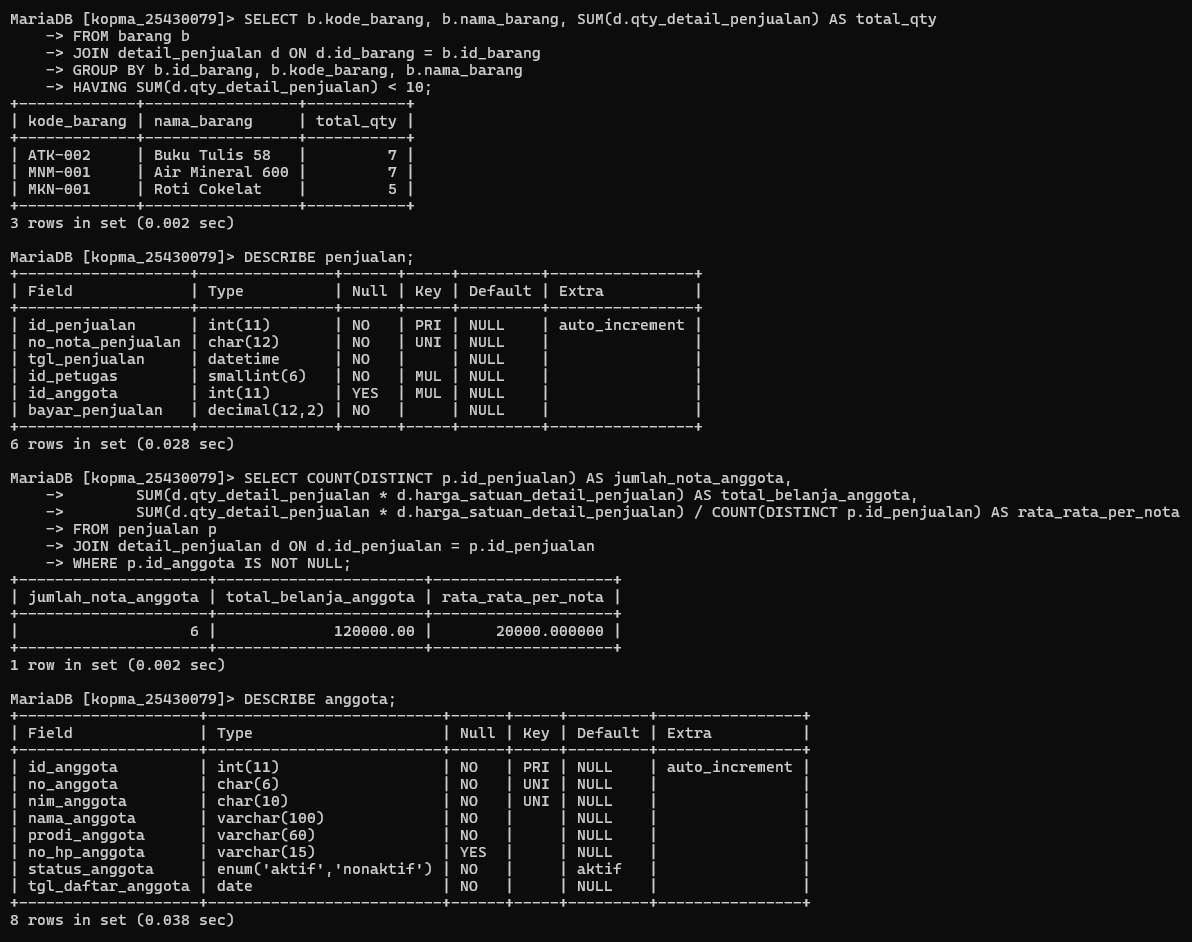 MariaDB [kopma_25430079]> SELECT b.kode_barang, b.nama_barang, SUM(d.qty_detail_penjualan) AS total_qty
    -> FROM barang b
    -> JOIN detail_penjualan d ON d.id_barang = b.id_barang
    -> GROUP BY b.id_barang, b.kode_barang, b.nama_barang
    -> HAVING SUM(d.qty_detail_penjualan) < 10;
+-------------+-----------------+-----------+
| kode_barang | nama_barang     | total_qty |
+-------------+-----------------+-----------+
| ATK-002     | Buku Tulis 58   |         7 |
| MNM-001     | Air Mineral 600 |         7 |
| MKN-001     | Roti Cokelat    |         5 |
+-------------+-----------------+-----------+
3 rows in set (0.002 sec)

MariaDB [kopma_25430079]> DESCRIBE penjualan;
+-------------------+---------------+------+-----+---------+----------------+
| Field             | Type          | Null | Key | Default | Extra          |
+-------------------+---------------+------+-----+---------+----------------+
| id_penjualan      | int(11)       | NO   | PRI | NULL    | auto_increment |
| no_nota_penjualan | char(12)      | NO   | UNI | NULL    |                |
| tgl_penjualan     | datetime      | NO   |     | NULL    |                |
| id_petugas        | smallint(6)   | NO   | MUL | NULL    |                |
| id_anggota        | int(11)       | YES  | MUL | NULL    |                |
| bayar_penjualan   | decimal(12,2) | NO   |     | NULL    |                |
+-------------------+---------------+------+-----+---------+----------------+
6 rows in set (0.028 sec)

MariaDB [kopma_25430079]> SELECT COUNT(DISTINCT p.id_penjualan) AS jumlah_nota_anggota,
    ->        SUM(d.qty_detail_penjualan * d.harga_satuan_detail_penjualan) AS total_belanja_anggota,
    ->        SUM(d.qty_detail_penjualan * d.harga_satuan_detail_penjualan) / COUNT(DISTINCT p.id_penjualan) AS rata_rata_per_nota
    -> FROM penjualan p
    -> JOIN detail_penjualan d ON d.id_penjualan = p.id_penjualan
    -> WHERE p.id_anggota IS NOT NULL;
+---------------------+-----------------------+--------------------+
| jumlah_nota_anggota | total_belanja_anggota | rata_rata_per_nota |
+---------------------+-----------------------+--------------------+
|                   6 |             120000.00 |       20000.000000 |
+---------------------+-----------------------+--------------------+
1 row in set (0.002 sec)

MariaDB [kopma_25430079]> DESCRIBE anggota;
+--------------------+--------------------------+------+-----+---------+----------------+
| Field              | Type                     | Null | Key | Default | Extra          |
+--------------------+--------------------------+------+-----+---------+----------------+
| id_anggota         | int(11)                  | NO   | PRI | NULL    | auto_increment |
| no_anggota         | char(6)                  | NO   | UNI | NULL    |                |
| nim_anggota        | char(10)                 | NO   | UNI | NULL    |                |
| nama_anggota       | varchar(100)             | NO   |     | NULL    |                |
| prodi_anggota      | varchar(60)              | NO   |     | NULL    |                |
| no_hp_anggota      | varchar(15)              | YES  |     | NULL    |                |
| status_anggota     | enum('aktif','nonaktif') | NO   |     | aktif   |                |
| tgl_daftar_anggota | date                     | NO   |     | NULL    |                |
+--------------------+--------------------------+------+-----+---------+----------------+
8 rows in set (0.038 sec)